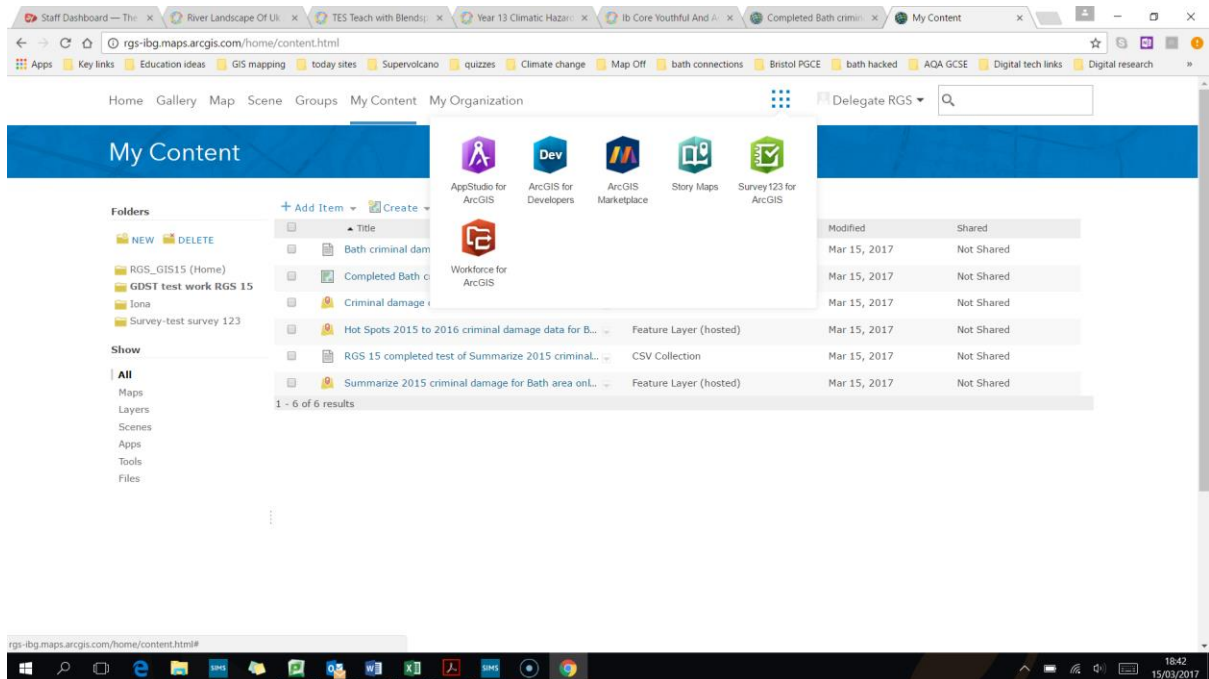 Staff Dashboard — The
River Landscape Of Uk
TES Teach with Blendsp
Year 13 Climatic Hazard
Ib Core Youthful And A
Completed Bath crimin
My Content
rgs-ibg.maps.arcgis.com/home/content.html
Apps Key links Education ideas GIS mapping today sites Supervolcano quizzes Climate change Map Off bath connections Bristol PGCE bath hacked AQA GCSE Digital tech links Digital research »
Home Gallery Map Scene Groups My Content My Organization Delegate RGS
My Content
Dev
AppStudio for ArcGIS
ArcGIS for Developers
ArcGIS Marketplace
Story Maps
Survey123 for ArcGIS
Workforce for ArcGIS
Folders
NEW DELETE
RGS_GIS15 (Home)
GDST test work RGS 15
Iona
Survey-test survey 123
Show
All
Maps
Layers
Scenes
Apps
Tools
Files
+ Add Item Create
Title Modified Shared
Bath criminal dam Mar 15, 2017 Not Shared
Completed Bath c Mar 15, 2017 Not Shared
Criminal damage Mar 15, 2017 Not Shared
Hot Spots 2015 to 2016 criminal damage data for B... Feature Layer (hosted) Mar 15, 2017 Not Shared
RGS 15 completed test of Summarize 2015 criminal... CSV Collection Mar 15, 2017 Not Shared
Summarize 2015 criminal damage for Bath area onl... Feature Layer (hosted) Mar 15, 2017 Not Shared
1 - 6 of 6 results
rgs-ibg.maps.arcgis.com/home/content.html#
SIMS
SIMS
18:42
15/03/2017